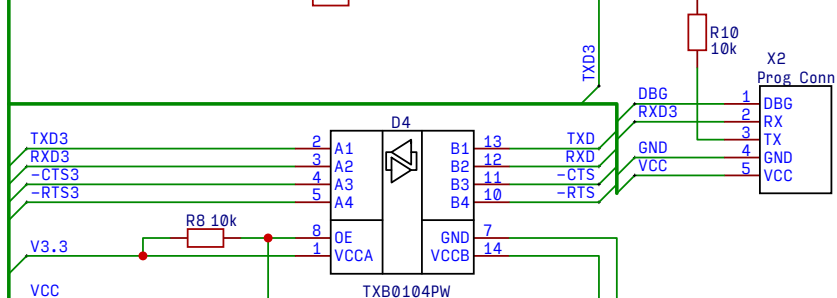 R10
10k
TXD3
X2
Prog Conn
DBG
1 DBG
RXD3
2 RX
3 TX
GND
4 GND
VCC
5 VCC
D4
TXD3 2 A1 B1 13 TXD
RXD3 3 A2 B2 12 RXD
-CTS3 4 A3 B3 11 -CTS
-RTS3 5 A4 B4 10 -RTS
R8 10k
8 OE GND 7
V3.3 1 VCCA VCCB 14
VCC
TXB0104PW